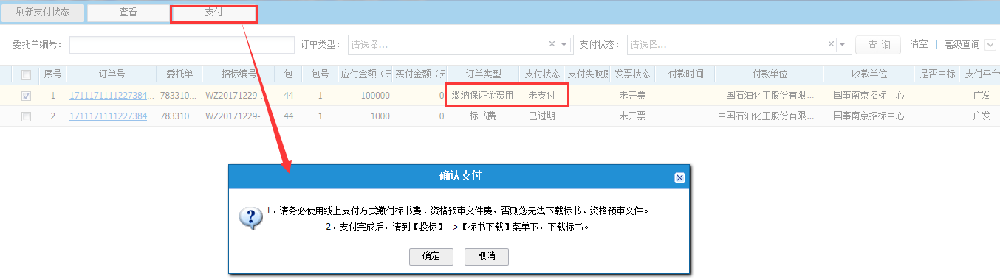 刷新支付状态 查看 支付
委托单编号： 订单类型： 请选择... 支付状态： 请选择... 查 询 清空 | 高级查询
序号 订单号 委托单 招标编号 包 包号 应付金额（元 实付金额（元 订单类型 支付状态 支付失败原 发票状态 付款时间 付款单位 收款单位 是否中标 支付平台
1 1711171111227384... 783310... WZ20171229-... 44 1 100000 0 缴纳保证金费用 未支付 未开票 中国石油化工股份有限... 国事南京招标中心 广发
2 1711171111227384... 783310... WZ20171229-... 44 1 1000 0 标书费 已过期 未开票 中国石油化工股份有限... 国事南京招标中心 广发
确认支付
1、请务必使用线上支付方式缴付标书费、资格预审文件费，否则您无法下载标书、资格预审文件。
2、支付完成后，请到【投标】-->【标书下载】菜单下，下载标书。
确定 取消